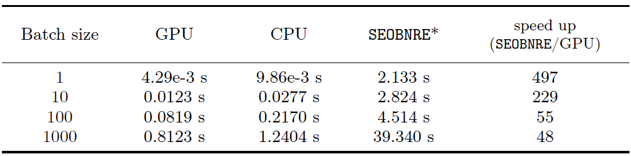 Batch size GPU CPU SEOBNRE* speed up
(SEOBNRE/GPU)
1 4.29e-3 s 9.86e-3 s 2.133 s 497
10 0.0123 s 0.0277 s 2.824 s 229
100 0.0819 s 0.2170 s 4.514 s 55
1000 0.8123 s 1.2404 s 39.340 s 48